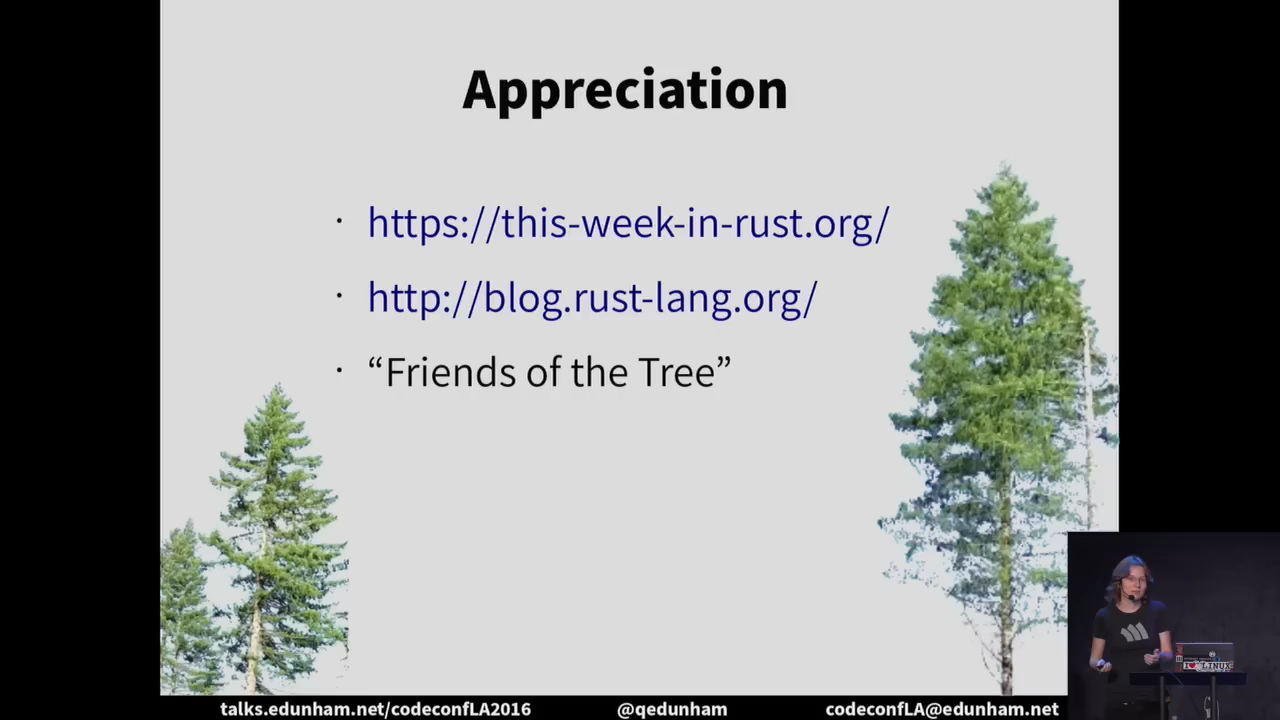 Appreciation
· https://this-week-in-rust.org/
· http://blog.rust-lang.org/
· “Friends of the Tree”
talks.edunham.net/codeconfLA2016 @qedunham codeconfLA@edunham.net
LINUX